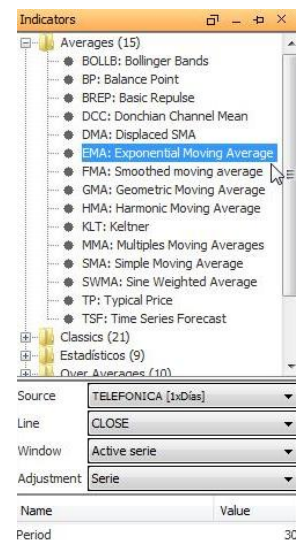 Indicators
Averages (15)
BOLLB: Bollinger Bands
BP: Balance Point
BREP: Basic Repulse
DCC: Donchian Channel Mean
DMA: Displaced SMA
EMA: Exponential Moving Average
FMA: Smoothed moving average
GMA: Geometric Moving Average
HMA: Harmonic Moving Average
KLT: Keltner
MMA: Multiples Moving Averages
SMA: Simple Moving Average
SWMA: Sine Weighted Average
TP: Typical Price
TSF: Time Series Forecast
Classics (21)
Estadísticos (9)
Over Averages (10)
Source TELEFONICA [1xDías]
Line CLOSE
Window Active serie
Adjustment Serie
Name Value
Period 30